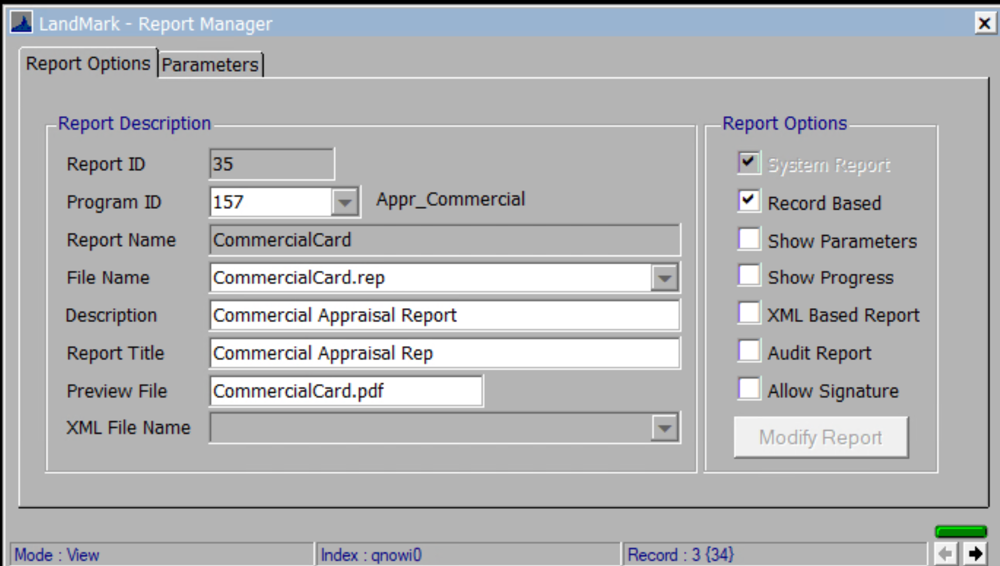 LandMark - Report Manager
Report Options
Parameters
Report Description
Report ID
35
Program ID
157
Appr_Commercial
Report Name
CommercialCard
File Name
CommercialCard.rep
Description
Commercial Appraisal Report
Report Title
Commercial Appraisal Rep
Preview File
CommercialCard.pdf
XML File Name
Report Options
System Report
Record Based
Show Parameters
Show Progress
XML Based Report
Audit Report
Allow Signature
Modify Report
Mode : View
Index : qnowi0
Record : 3 {34}